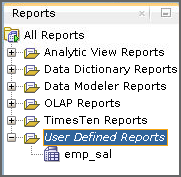 Reports
All Reports
Analytic View Reports
Data Dictionary Reports
Data Modeler Reports
OLAP Reports
TimesTen Reports
User Defined Reports
emp_sal